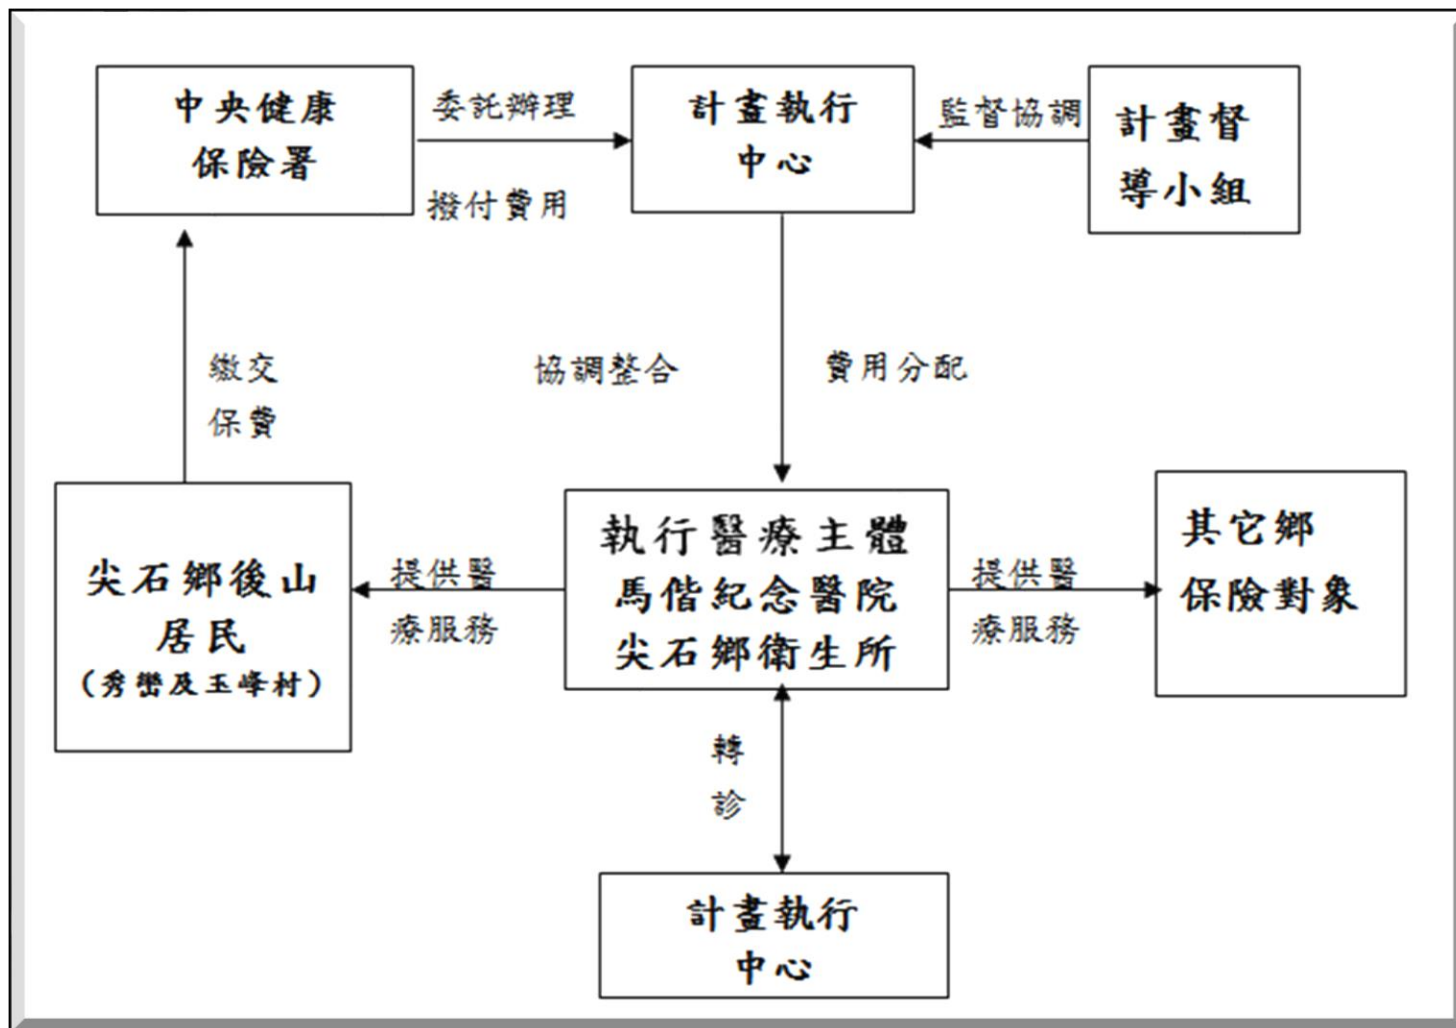 中央健康
保險署
委託辦理
撥付費用
計畫執行
中心
監督協調
計畫督
導小組
繳交
保費
協調整合
費用分配
尖石鄉後山
居民
(秀巒及玉峰村)
提供醫
療服務
執行醫療主體
馬偕紀念醫院
尖石鄉衛生所
提供醫
療服務
其它鄉
保險對象
轉
診
計畫執行
中心